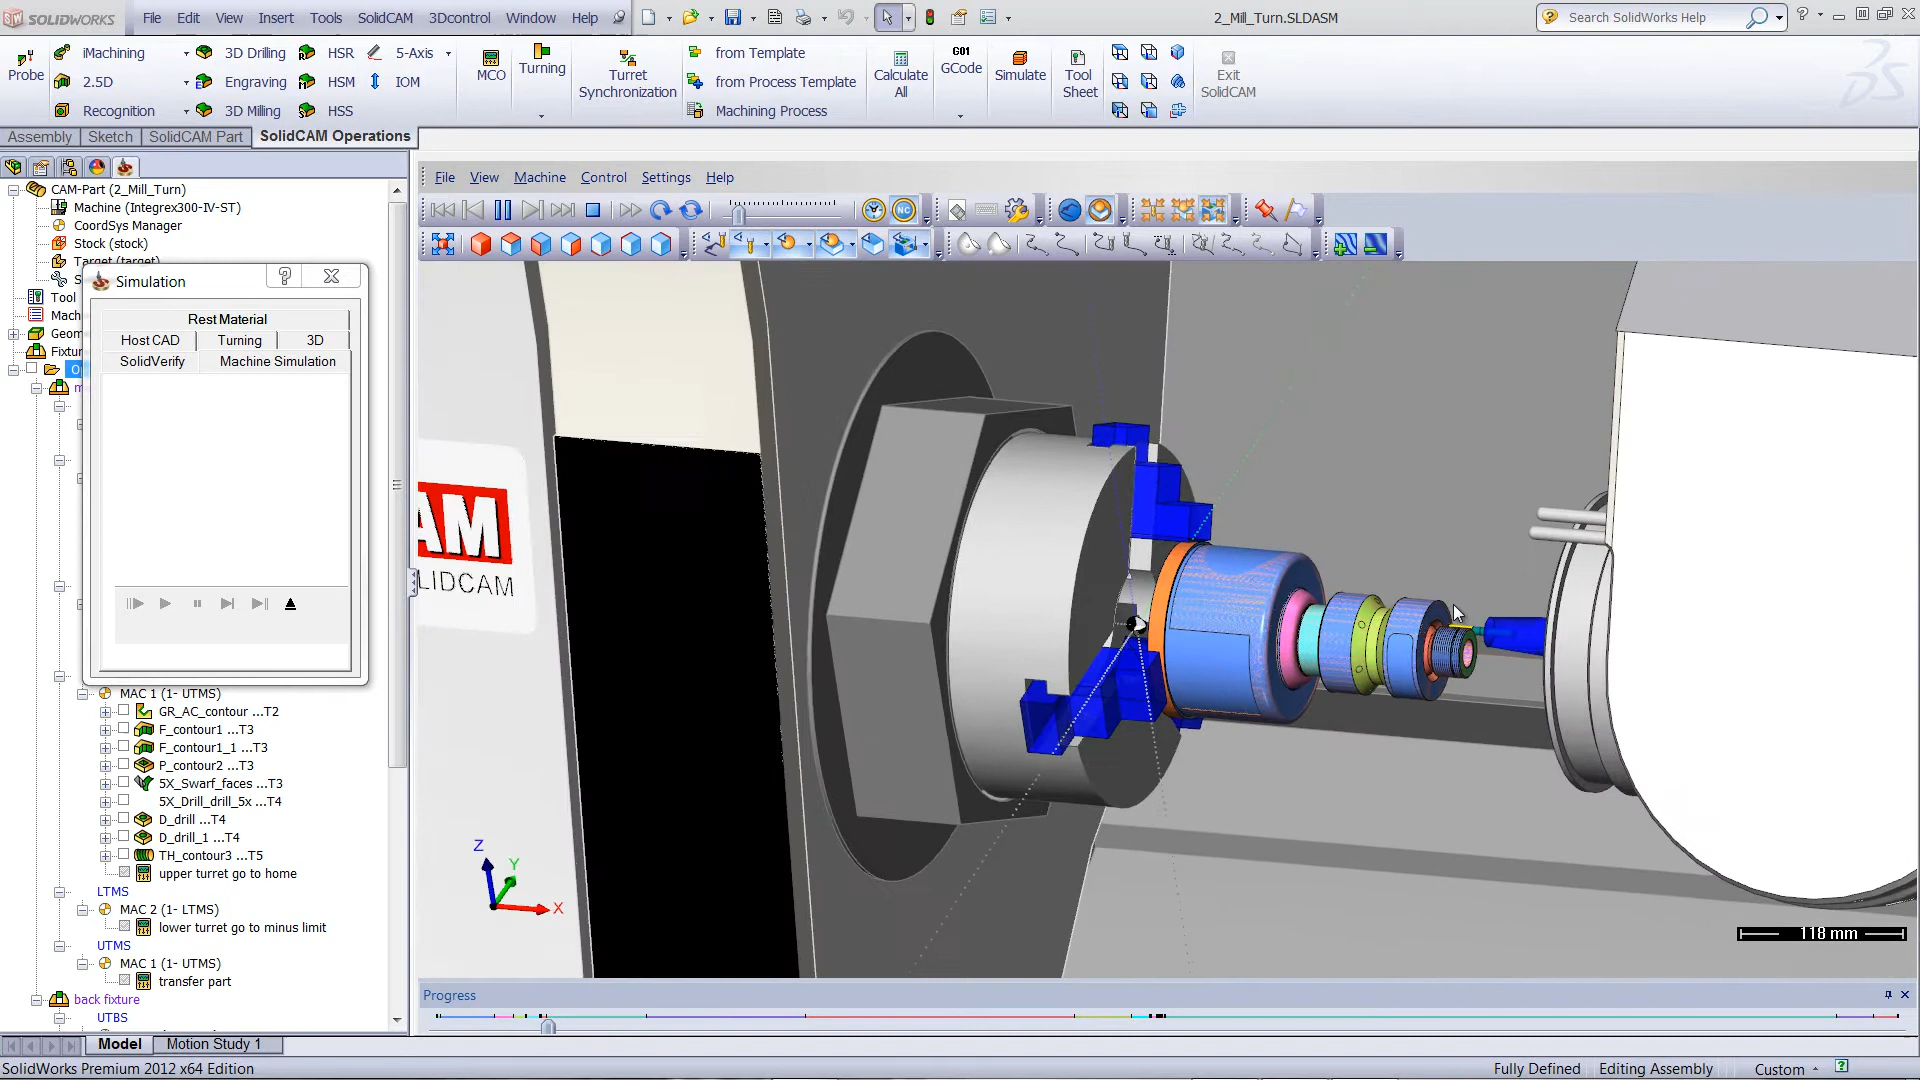 SOLIDWORKS File Edit View Insert Tools SolidCAM 3Dcontrol Window Help 2_Mill_Turn.SLDASM Search SolidWorks Help
Probe
iMachining
2.5D
Recognition
3D Drilling
Engraving
3D Milling
HSR
HSM
HSS
5-Axis
IOM
MCO
Turning
Turret
Synchronization
from Template
from Process Template
Machining Process
Calculate
All
G01
GCode
Simulate
Tool
Sheet
Exit
SolidCAM
Assembly Sketch SolidCAM Part SolidCAM Operations
File View Machine Control Settings Help
NC
CAM-Part (2_Mill_Turn)
Machine (Integrex300-IV-ST)
CoordSys Manager
Stock (stock)
Target (target)
S
Tool
Mach
Geom
Fixtur
Simulation
Rest Material
Host CAD Turning 3D
SolidVerify Machine Simulation
MAC 1 (1- UTMS)
GR_AC_contour ...T2
F_contour1 ...T3
F_contour1_1 ...T3
P_contour2 ...T3
5X_Swarf_faces ...T3
5X_Drill_drill_5x ...T4
D_drill ...T4
D_drill_1 ...T4
TH_contour3 ...T5
upper turret go to home
LTMS
MAC 2 (1- LTMS)
lower turret go to minus limit
UTMS
MAC 1 (1- UTMS)
transfer part
back fixture
UTBS
AM
LIDCAM
Z
Y
X
118 mm
Progress
Model Motion Study 1
SolidWorks Premium 2012 x64 Edition Fully Defined Editing Assembly Custom